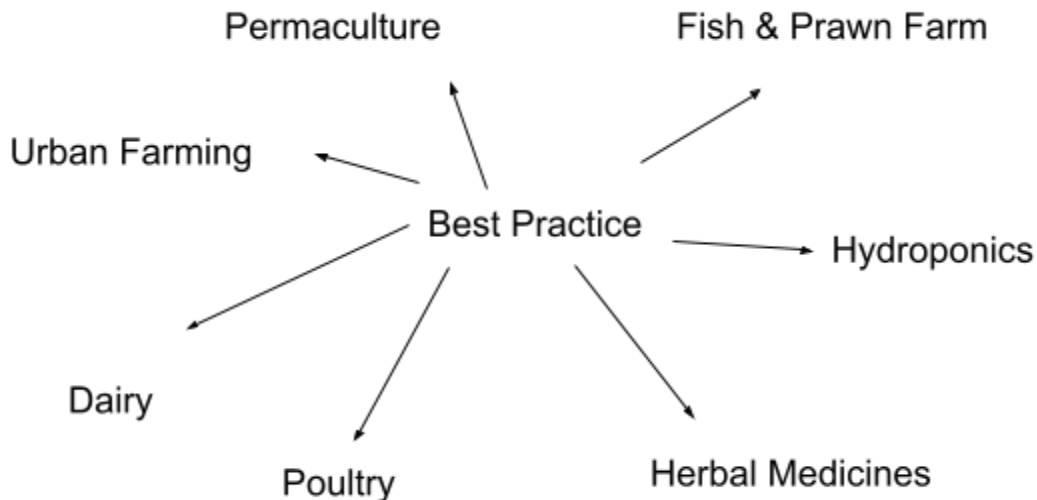 Permaculture
Fish & Prawn Farm
Urban Farming
Best Practice
Hydroponics
Dairy
Poultry
Herbal Medicines